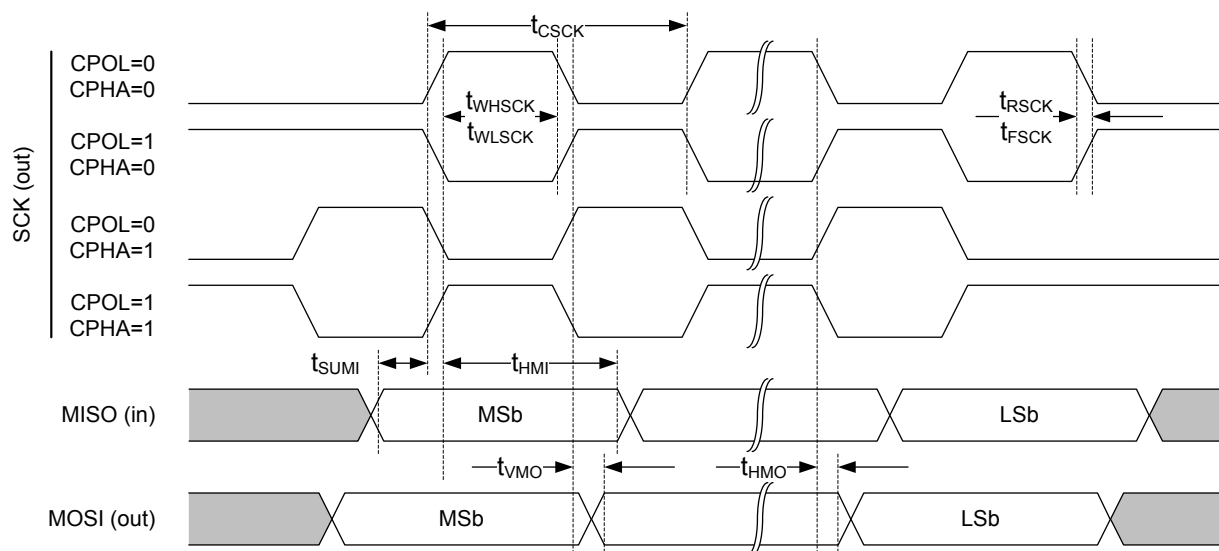 tCSCK
CPOL=0
CPHA=0
tWHSCK
tRSCK
CPOL=1
CPHA=0
tWLSCK
tFSCK
SCK (out)
CPOL=0
CPHA=1
CPOL=1
CPHA=1
tSUMI
tHMI
MISO (in)
MSb
LSb
tVMO
tHMO
MOSI (out)
MSb
LSb